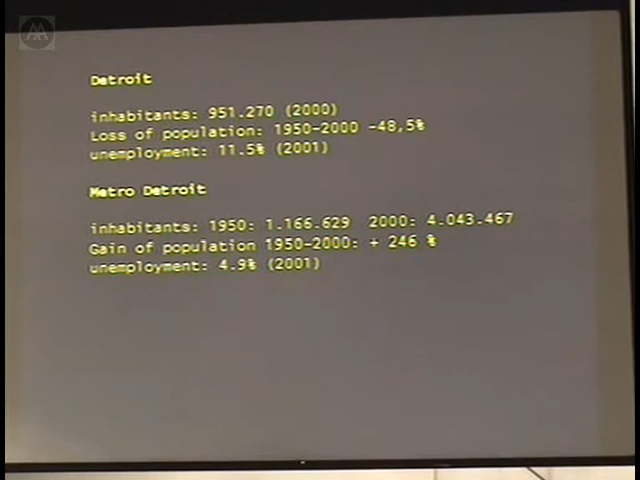 Detroit
inhabitants: 951.270 (2000)
Loss of population: 1950-2000 -48,5%
unemployment: 11.5% (2001)
Metro Detroit
inhabitants: 1950: 1.166.629 2000: 4.043.467
Gain of population 1950-2000: + 246 %
unemployment: 4.9% (2001)